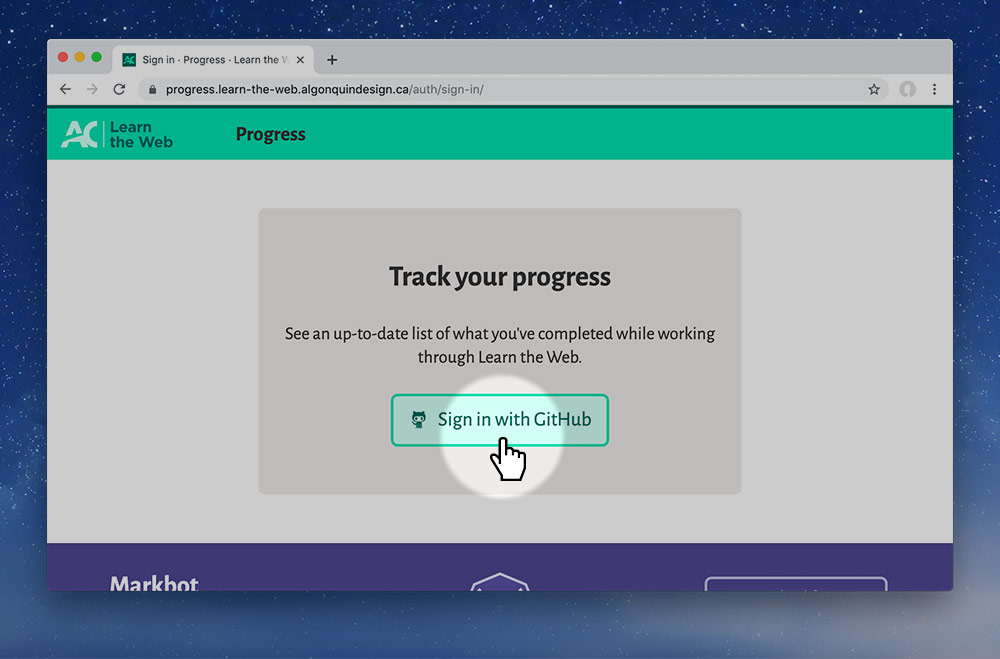 Sign in · Progress · Learn the
progress.learn-the-web.algonquindesign.ca/auth/sign-in/
AC
Learn
the Web
Progress
Track your progress
See an up-to-date list of what you've completed while working
through Learn the Web.
Sign in with GitHub
Markbot